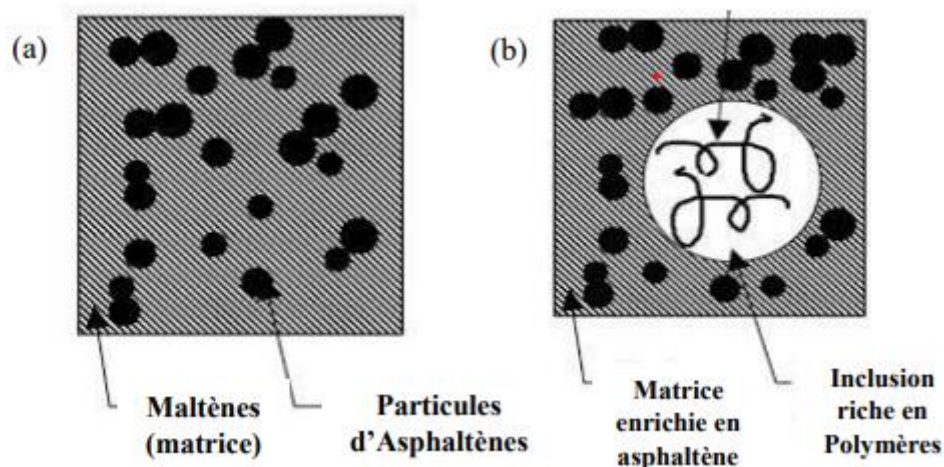 (a)
(b)
Maltènes
(matrice)
Particules
d'Asphaltènes
Matrice
enrichie en
asphaltène
Inclusion
riche en
Polymères